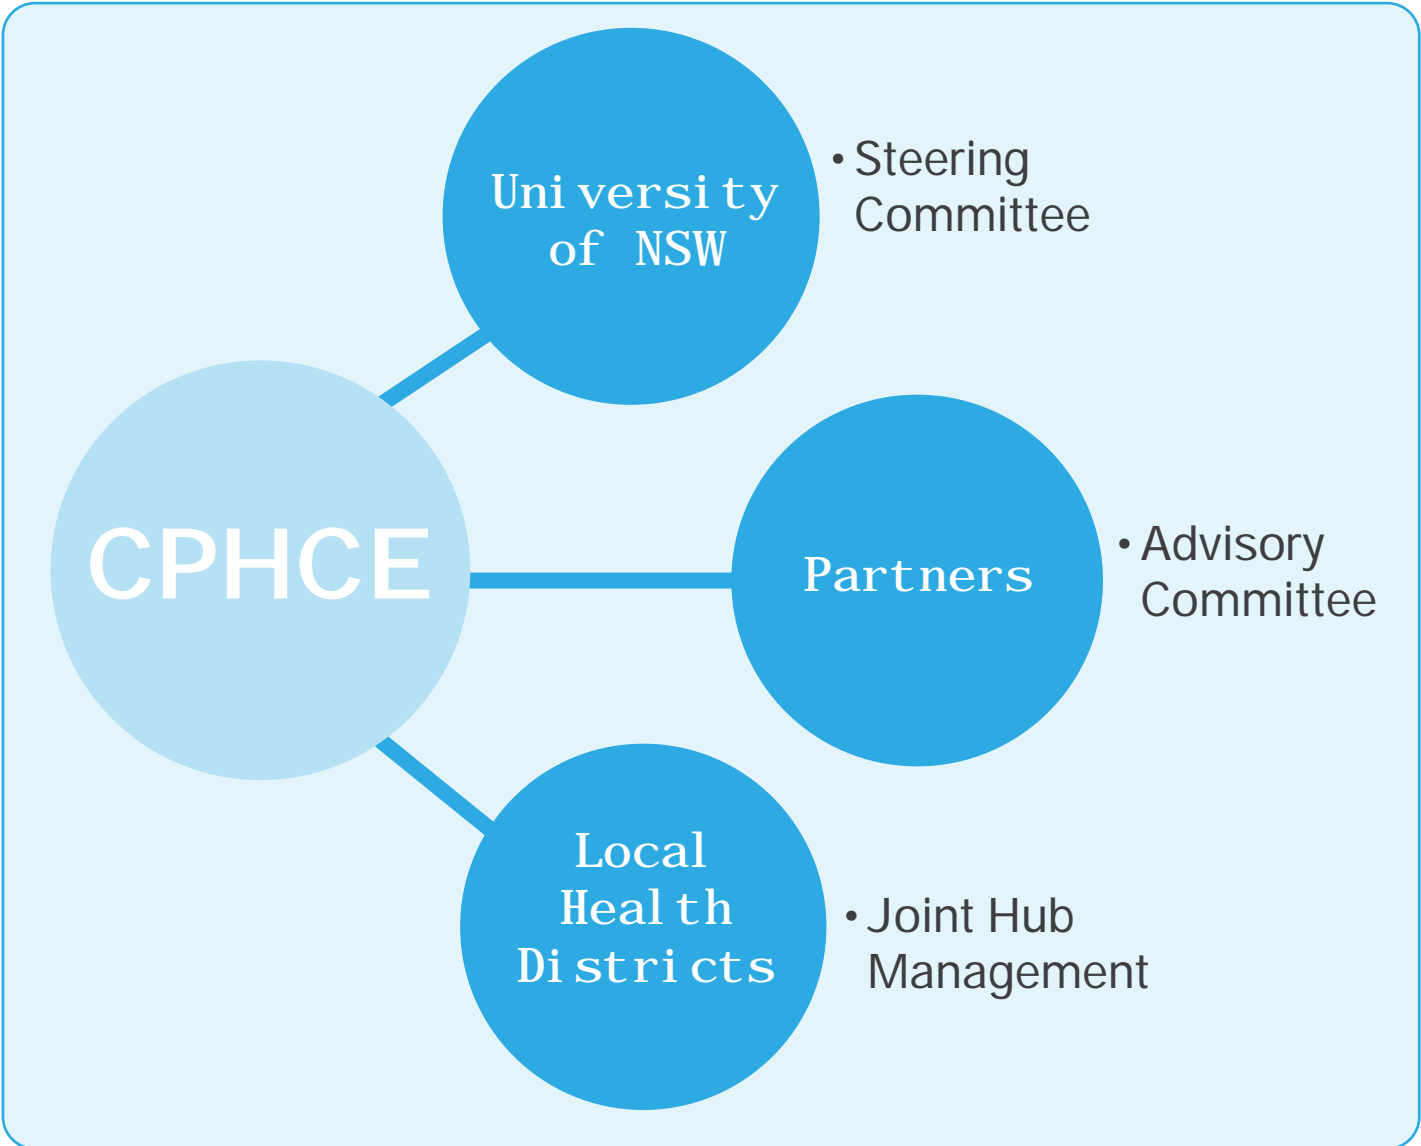 University
of NSW
• Steering
Committee
CPHCE
Partners
• Advisory
Committee
Local
Health
Districts
• Joint Hub
Management